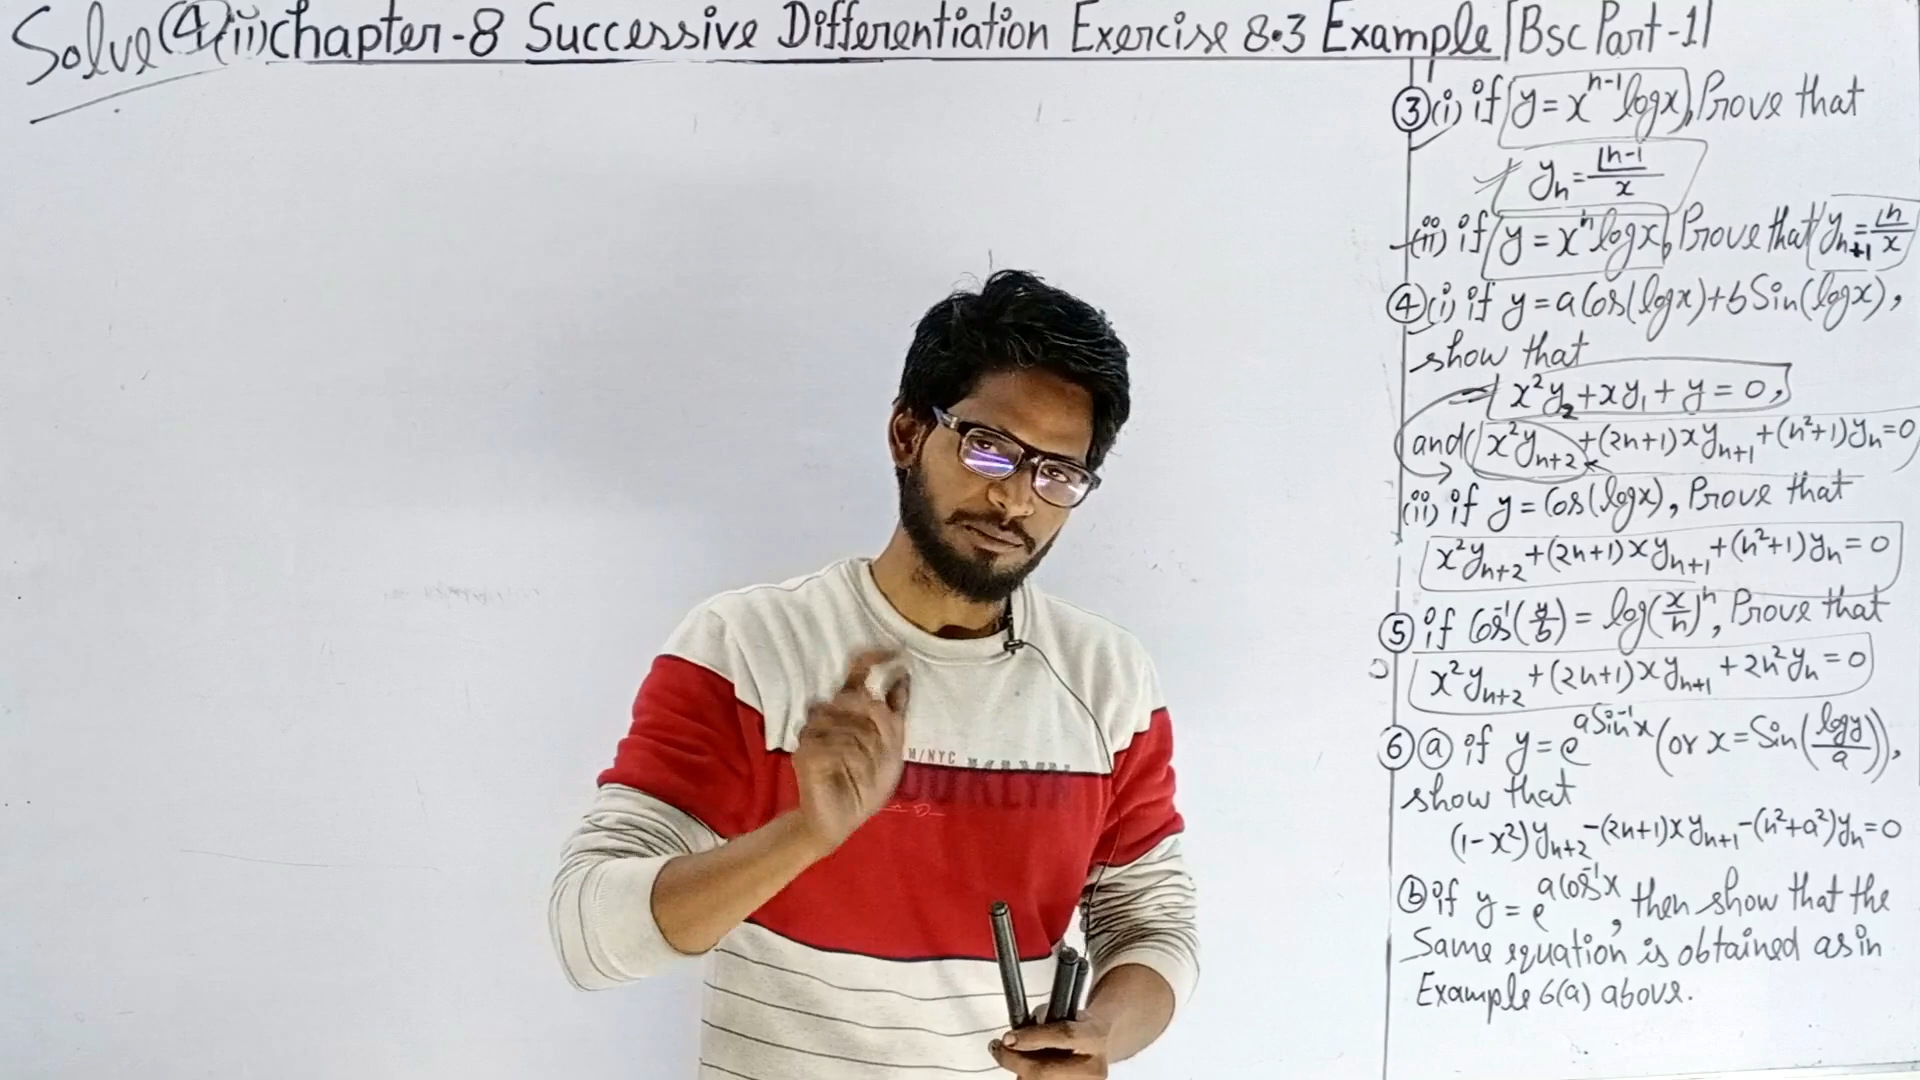 Solve (4)(ii) Chapter-8 Successive Differentiation Exercise 8.3 Example [Bsc Part-1]
③(i) if y = x^{n-1} log x, Prove that
y_n = ⌊n-1 / x
(ii) if y = x^n log x, Prove that y_{n+1} = ⌊n / x
④(i) if y = a Cos(log x) + b Sin(log x),
show that
x²y₂ + xy₁ + y = 0,
and x²y_{n+2} + (2n+1)xy_{n+1} + (n²+1)y_n = 0
(ii) if y = Cos(log x), Prove that
x²y_{n+2} + (2n+1)xy_{n+1} + (n²+1)y_n = 0
⑤ if Cos⁻¹(y/b) = log(x/n)^n, Prove that
x²y_{n+2} + (2n+1)xy_{n+1} + 2n²y_n = 0
⑥ⓐ if y = e^{a Sin⁻¹x} (or x = Sin(log y / a)),
show that
(1-x²)y_{n+2} - (2n+1)xy_{n+1} - (n²+a²)y_n = 0
ⓑ if y = e^{a Cos⁻¹x}, then show that the
Same equation is obtained as in
Example 6(a) above.
M/NYC